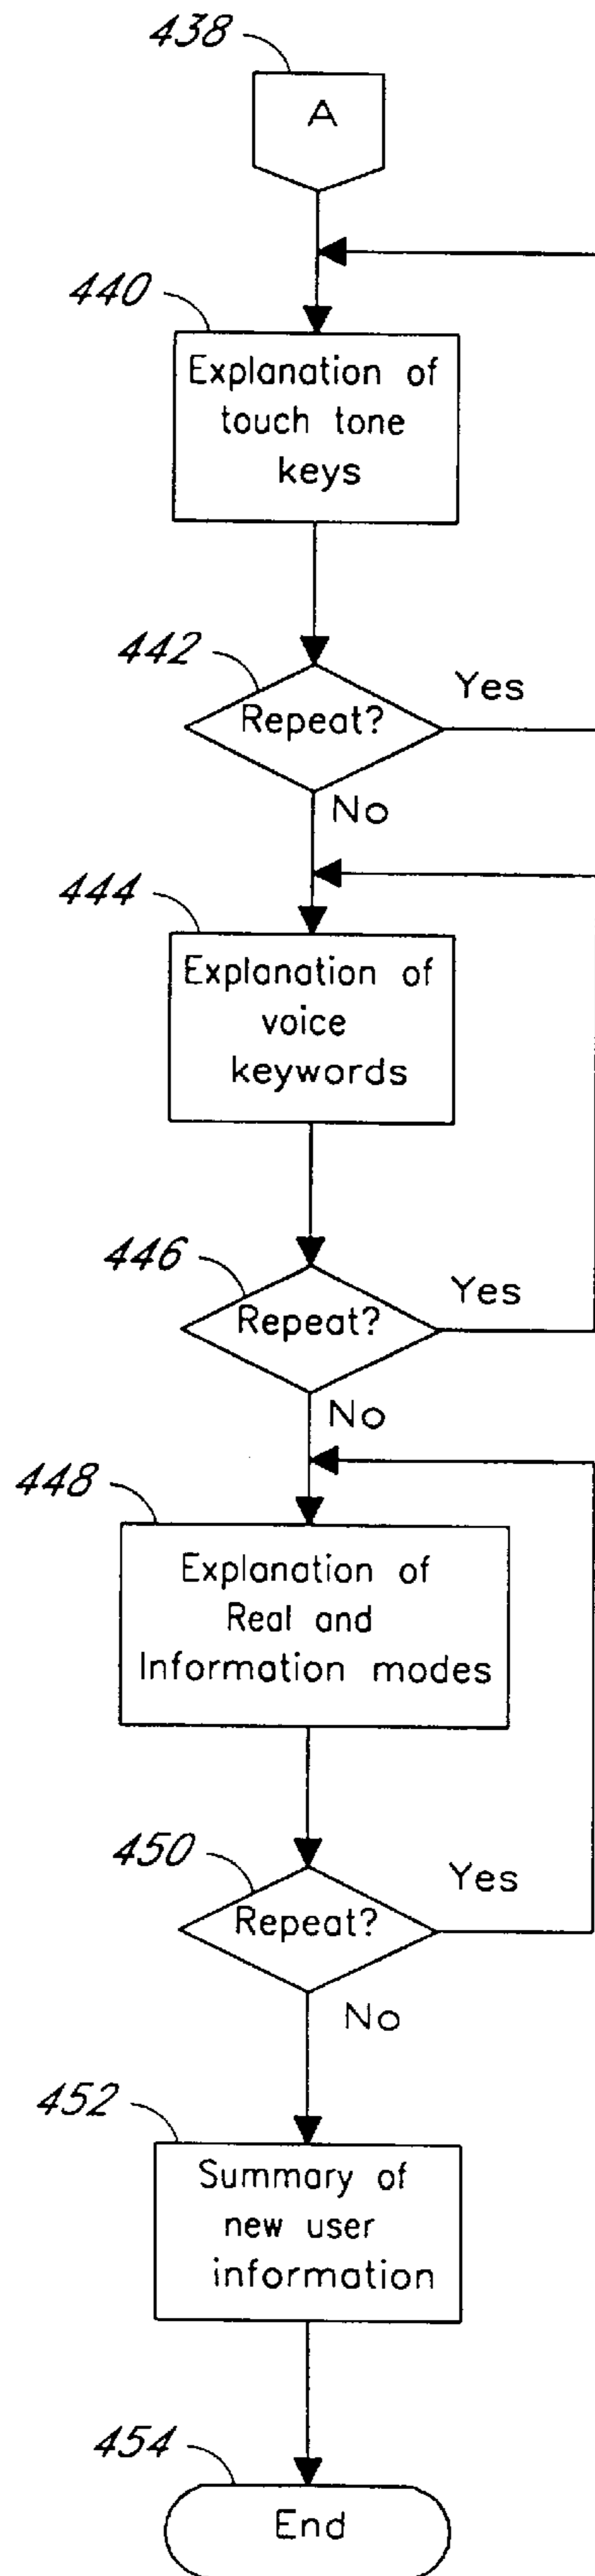 438
A
440
Explanation of
touch tone
keys
442
Repeat?
Yes
No
444
Explanation of
voice
keywords
446
Repeat?
Yes
No
448
Explanation of
Real and
Information modes
450
Repeat?
Yes
No
452
Summary of
new user
information
454
End